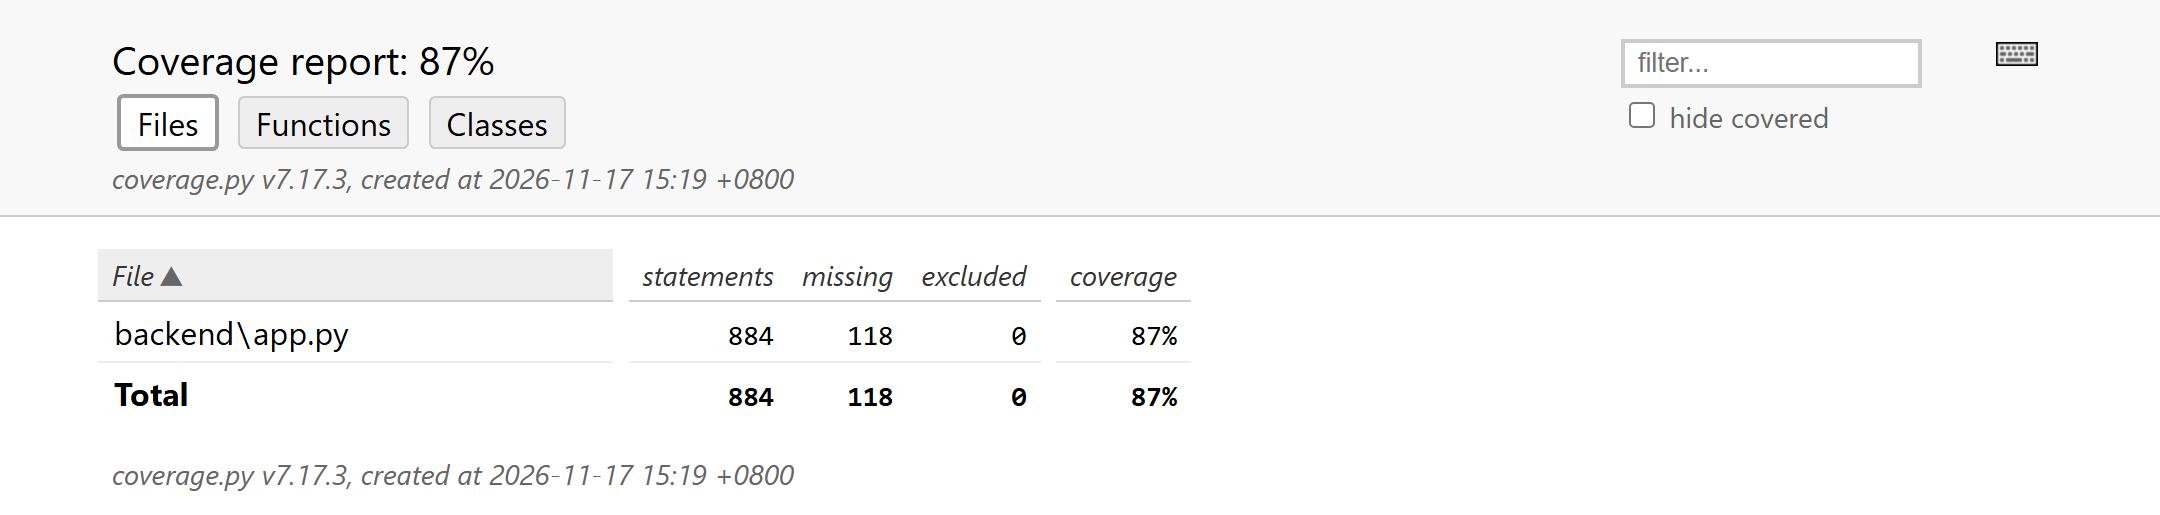 Coverage report: 87%
filter...
hide covered
Files Functions Classes
coverage.py v7.17.3, created at 2026-11-17 15:19 +0800
File ▲ statements missing excluded coverage
backend\app.py 884 118 0 87%
Total 884 118 0 87%
coverage.py v7.17.3, created at 2026-11-17 15:19 +0800